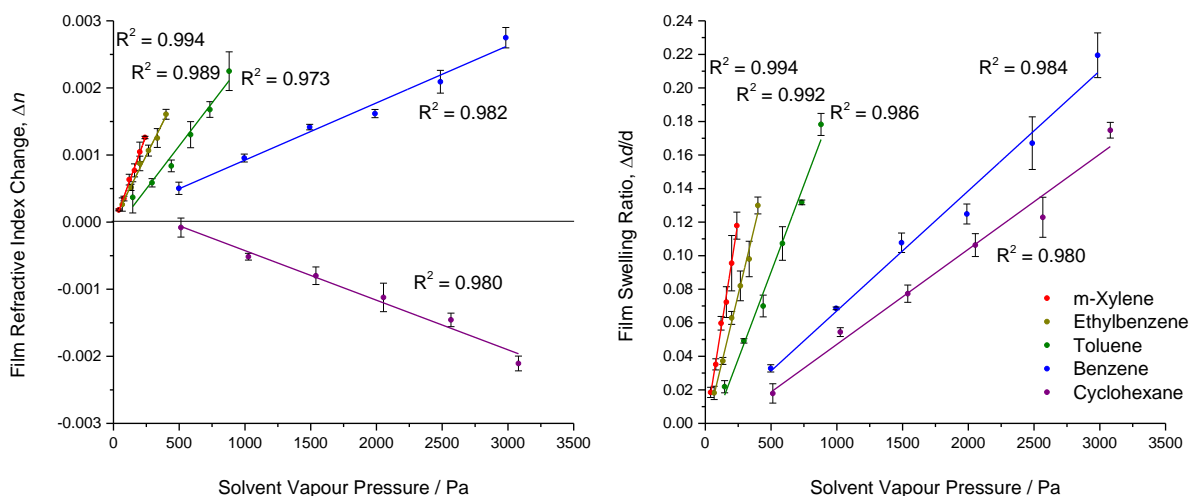 0.003
0.002
0.001
0.000
-0.001
-0.002
-0.003
Film Refractive Index Change, Δn
R² = 0.994
R² = 0.989
R² = 0.973
R² = 0.982
R² = 0.980
0 500 1000 1500 2000 2500 3000 3500
Solvent Vapour Pressure / Pa
0.24
0.22
0.20
0.18
0.16
0.14
0.12
0.10
0.08
0.06
0.04
0.02
0.00
Film Swelling Ratio, Δd/d
R² = 0.994
R² = 0.992
R² = 0.986
R² = 0.984
R² = 0.980
m-Xylene
Ethylbenzene
Toluene
Benzene
Cyclohexane
0 500 1000 1500 2000 2500 3000 3500
Solvent Vapour Pressure / Pa